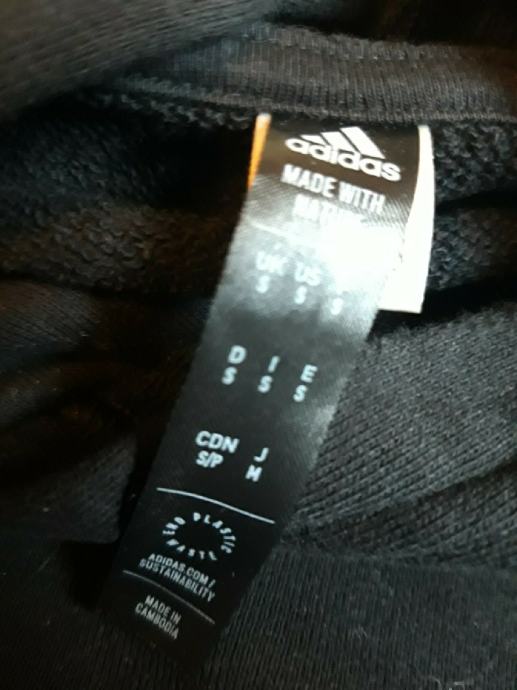 adidas
MADE WITH
UK US
S S S
D I E
S S S
CDN J
S/P M
END PLASTIC WASTE
ADIDAS.COM/
SUSTAINABILITY
MADE IN
CAMBODIA